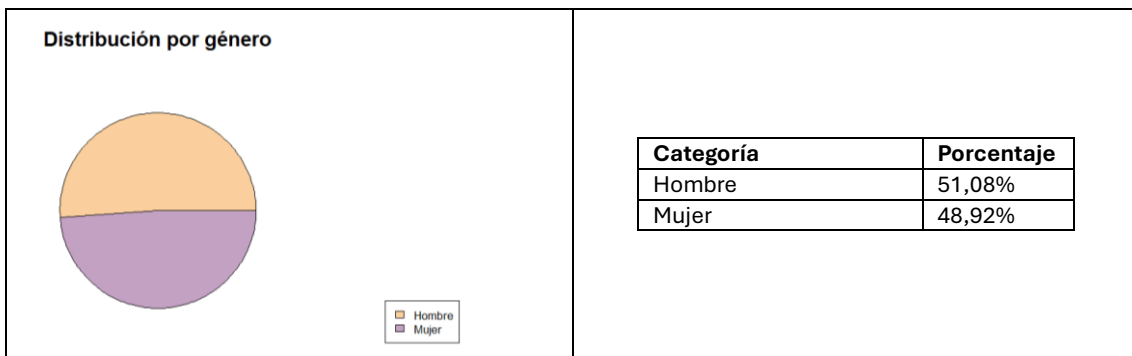 Distribución por género
Hombre
Mujer
Categoría Porcentaje
Hombre 51,08%
Mujer 48,92%